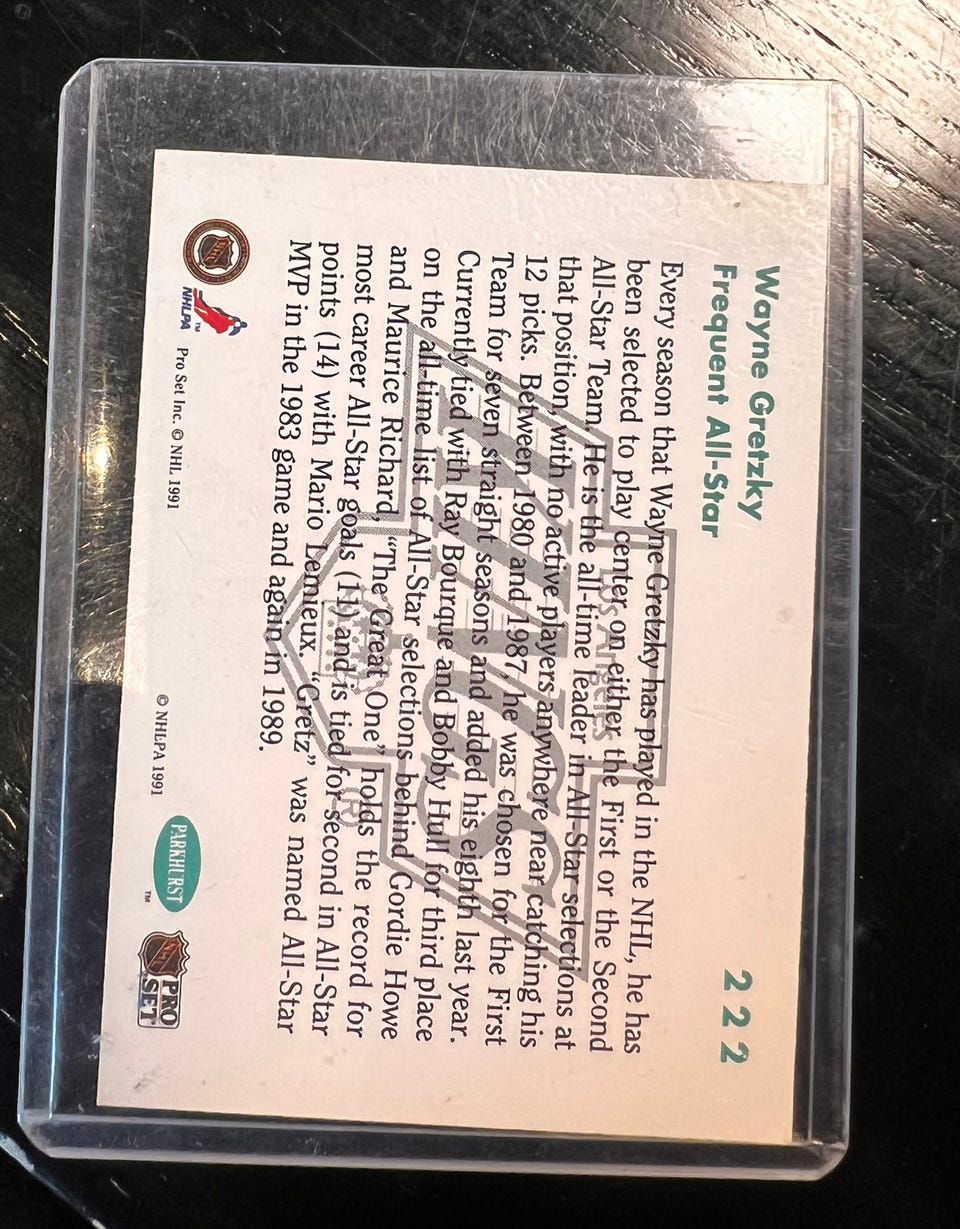 Wayne Gretzky 222
Frequent All-Star
Every season that Wayne Gretzky has played in the NHL, he has
been selected to play center on either the First or the Second
All-Star Team. He is the all-time leader in All-Star selections at
that position, with no active players anywhere near catching his
12 picks. Between 1980 and 1987, he was chosen for the First
Team for seven straight seasons and added his eighth last year.
Currently tied with Ray Bourque and Bobby Hull for third place
on the all-time list of All-Star selections behind Gordie Howe
and Maurice Richard, “The Great One” holds the record for
most career All-Star goals (11) and is tied for second in All-Star
points (14) with Mario Lemieux. “Gretz” was named All-Star
MVP in the 1983 game and again in 1989.
Los Angeles
KINGS
®
NHL
NHLPA ™
Pro Set Inc. © NHL 1991
© NHLPA 1991
PARKHURST ™
NHL PRO SET